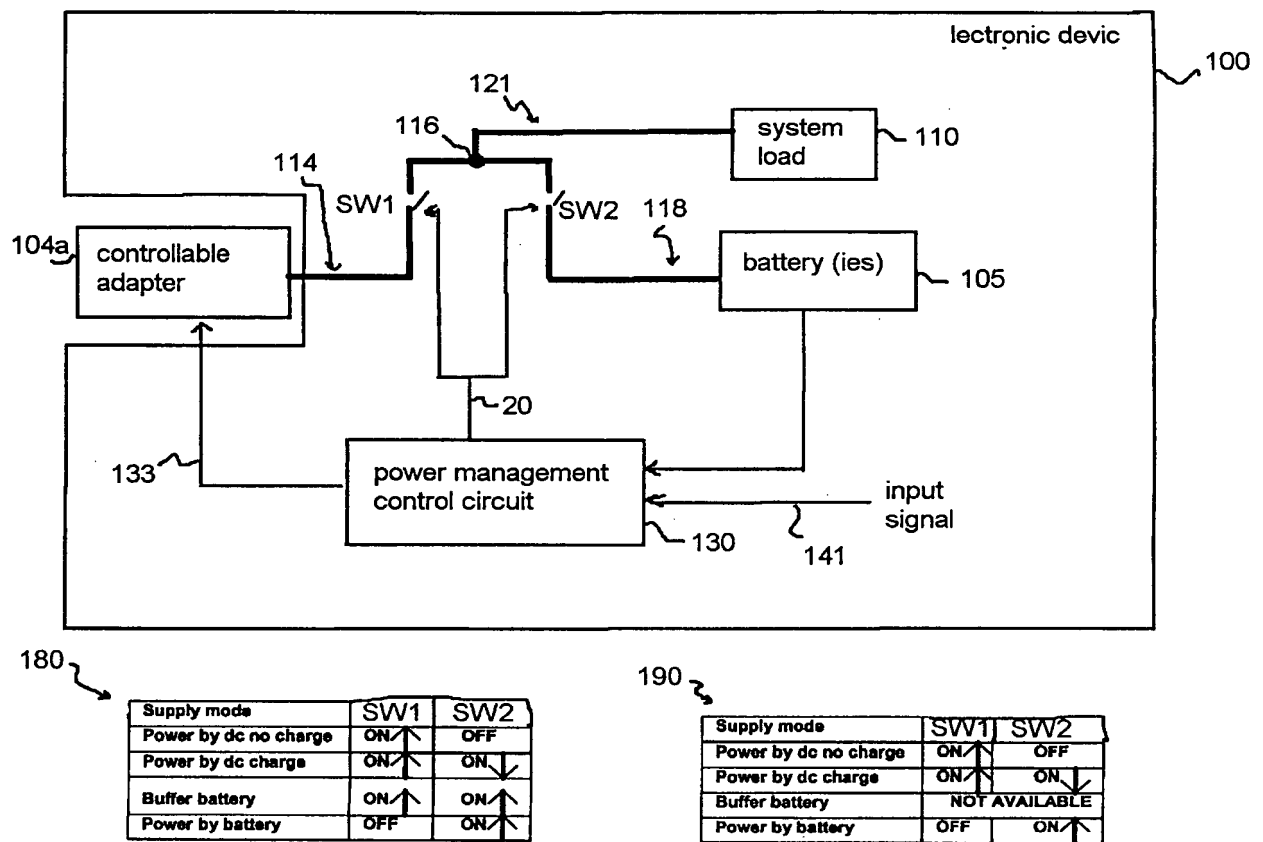 lectronic devic
100
121
116
system
load
110
114
SW1
SW2
118
104a
controllable
adapter
battery (ies)
105
20
133
power management
control circuit
input
signal
130
141
180
Supply mode SW1 SW2
Power by dc no charge ON OFF
Power by dc charge ON ON
Buffer battery ON ON
Power by battery OFF ON
190
Supply mode SW1 SW2
Power by dc no charge ON OFF
Power by dc charge ON ON
Buffer battery NOT AVAILABLE
Power by battery OFF ON